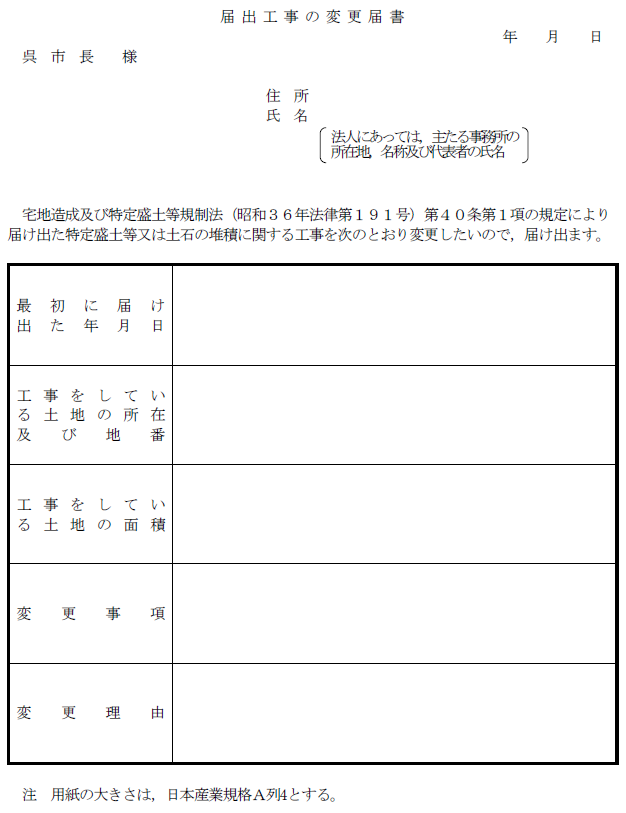 届出工事の変更届書
年　月　日
呉市長　様
住所
氏名
法人にあっては，主たる事務所の
所在地，名称及び代表者の氏名
宅地造成及び特定盛土等規制法（昭和３６年法律第１９１号）第４０条第１項の規定により
届け出た特定盛土等又は土石の堆積に関する工事を次のとおり変更したいので，届け出ます。
最初に届け
出た年月日
工事をしてい
る土地の所在
及び地番
工事をしてい
る土地の面積
変更事項
変更理由
注　用紙の大きさは，日本産業規格Ａ列4とする。